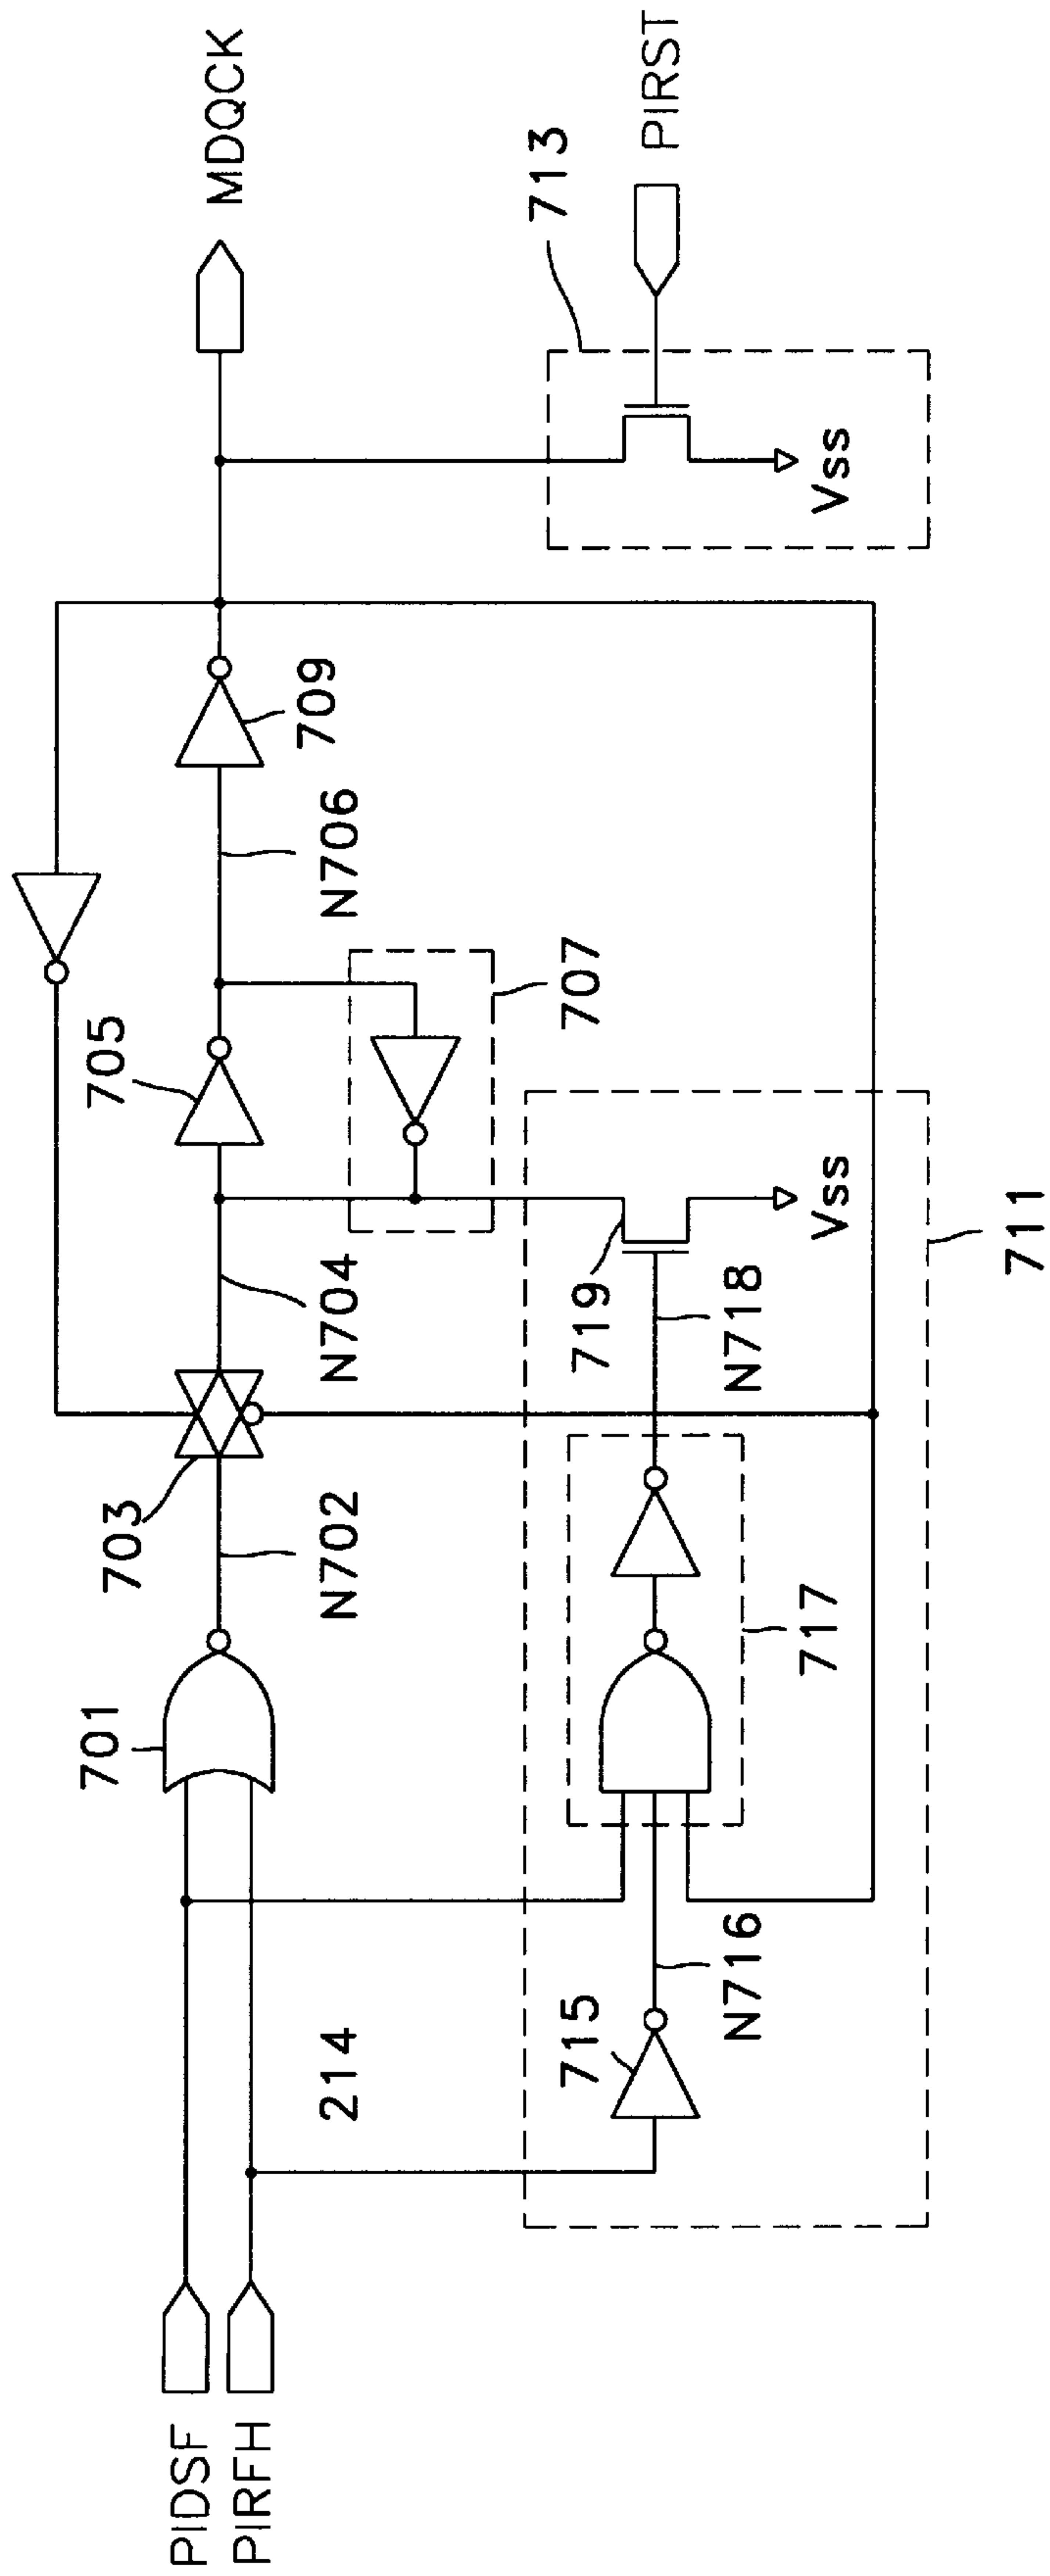 MDQCK
PIRST
713
Vss
709
N706
707
705
N704
719
N718
Vss
711
703
N702
717
701
N716
715
214
PIDSF
PIRFH